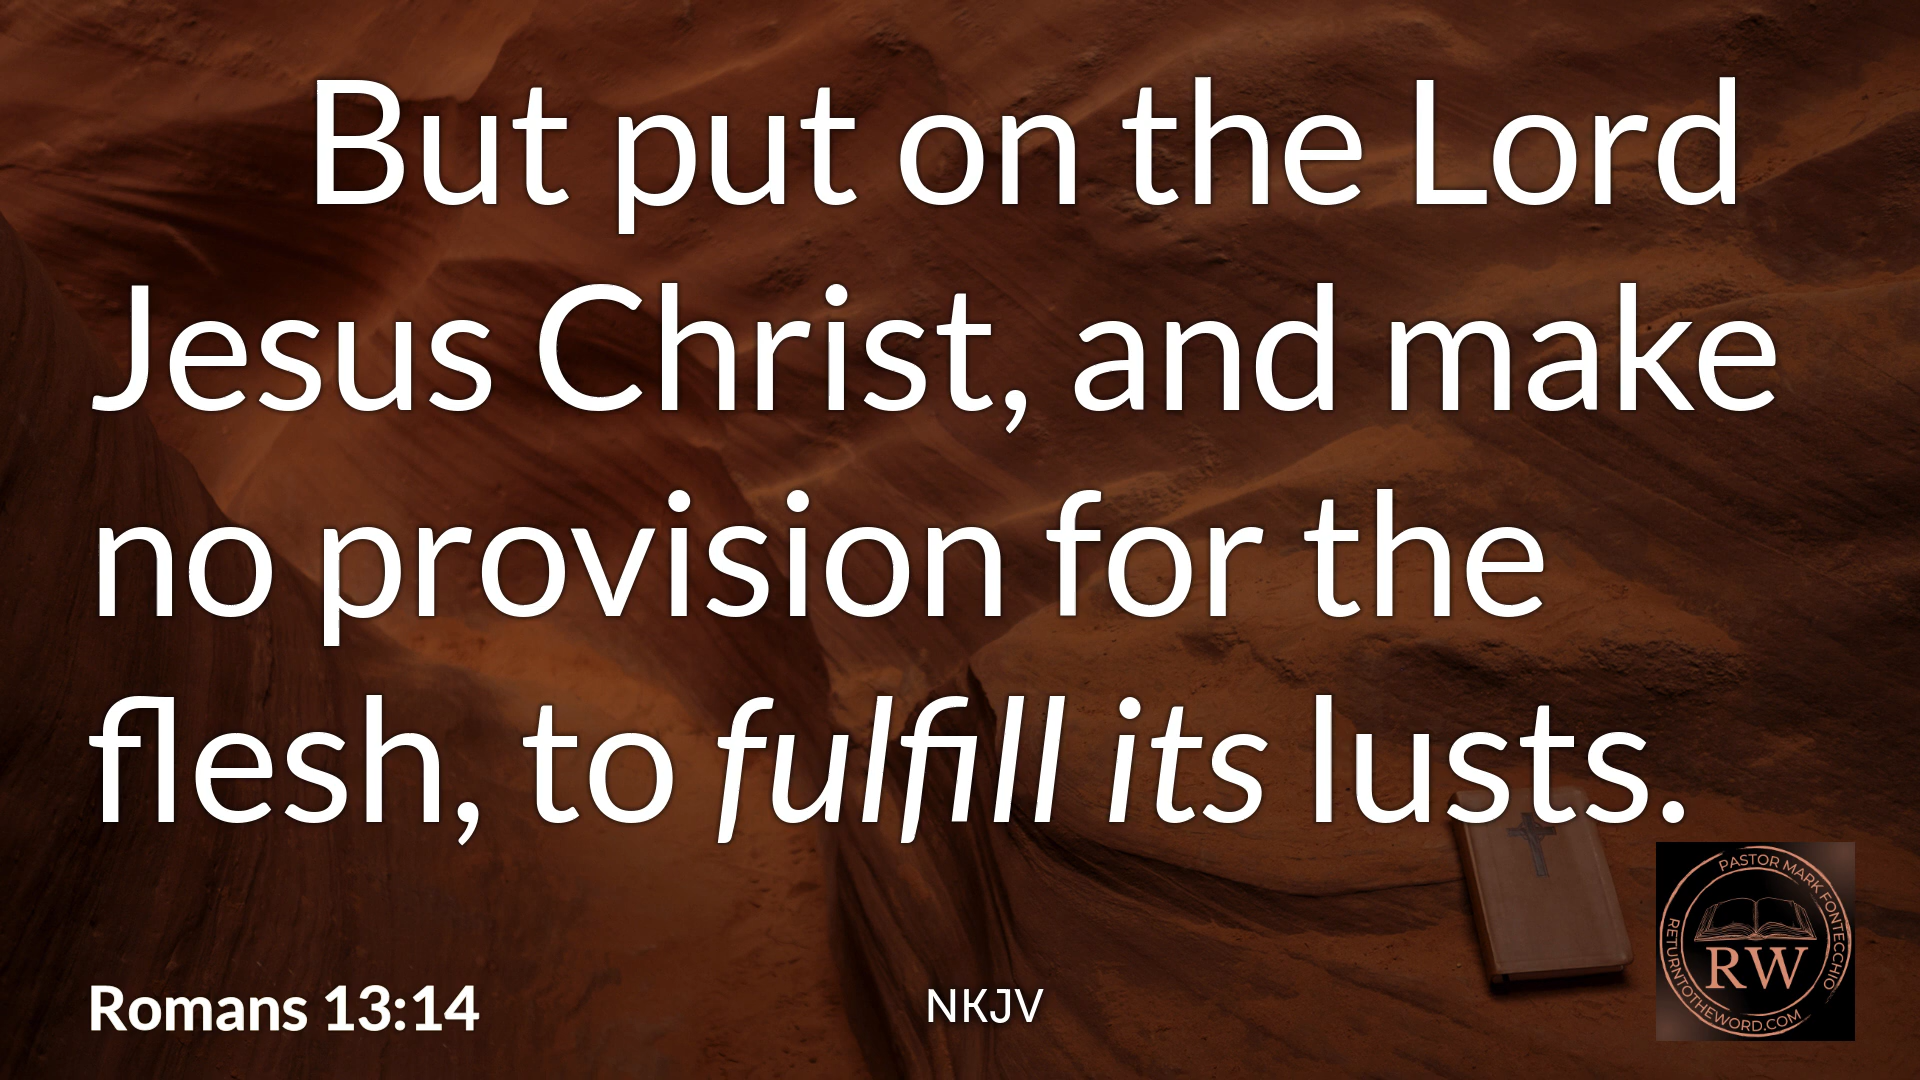 But put on the Lord
Jesus Christ, and make
no provision for the
flesh, to fulfill its lusts.
Romans 13:14
NKJV
PASTOR MARK FONTECCHIO
RW
RETURNTOTHEWORD.COM